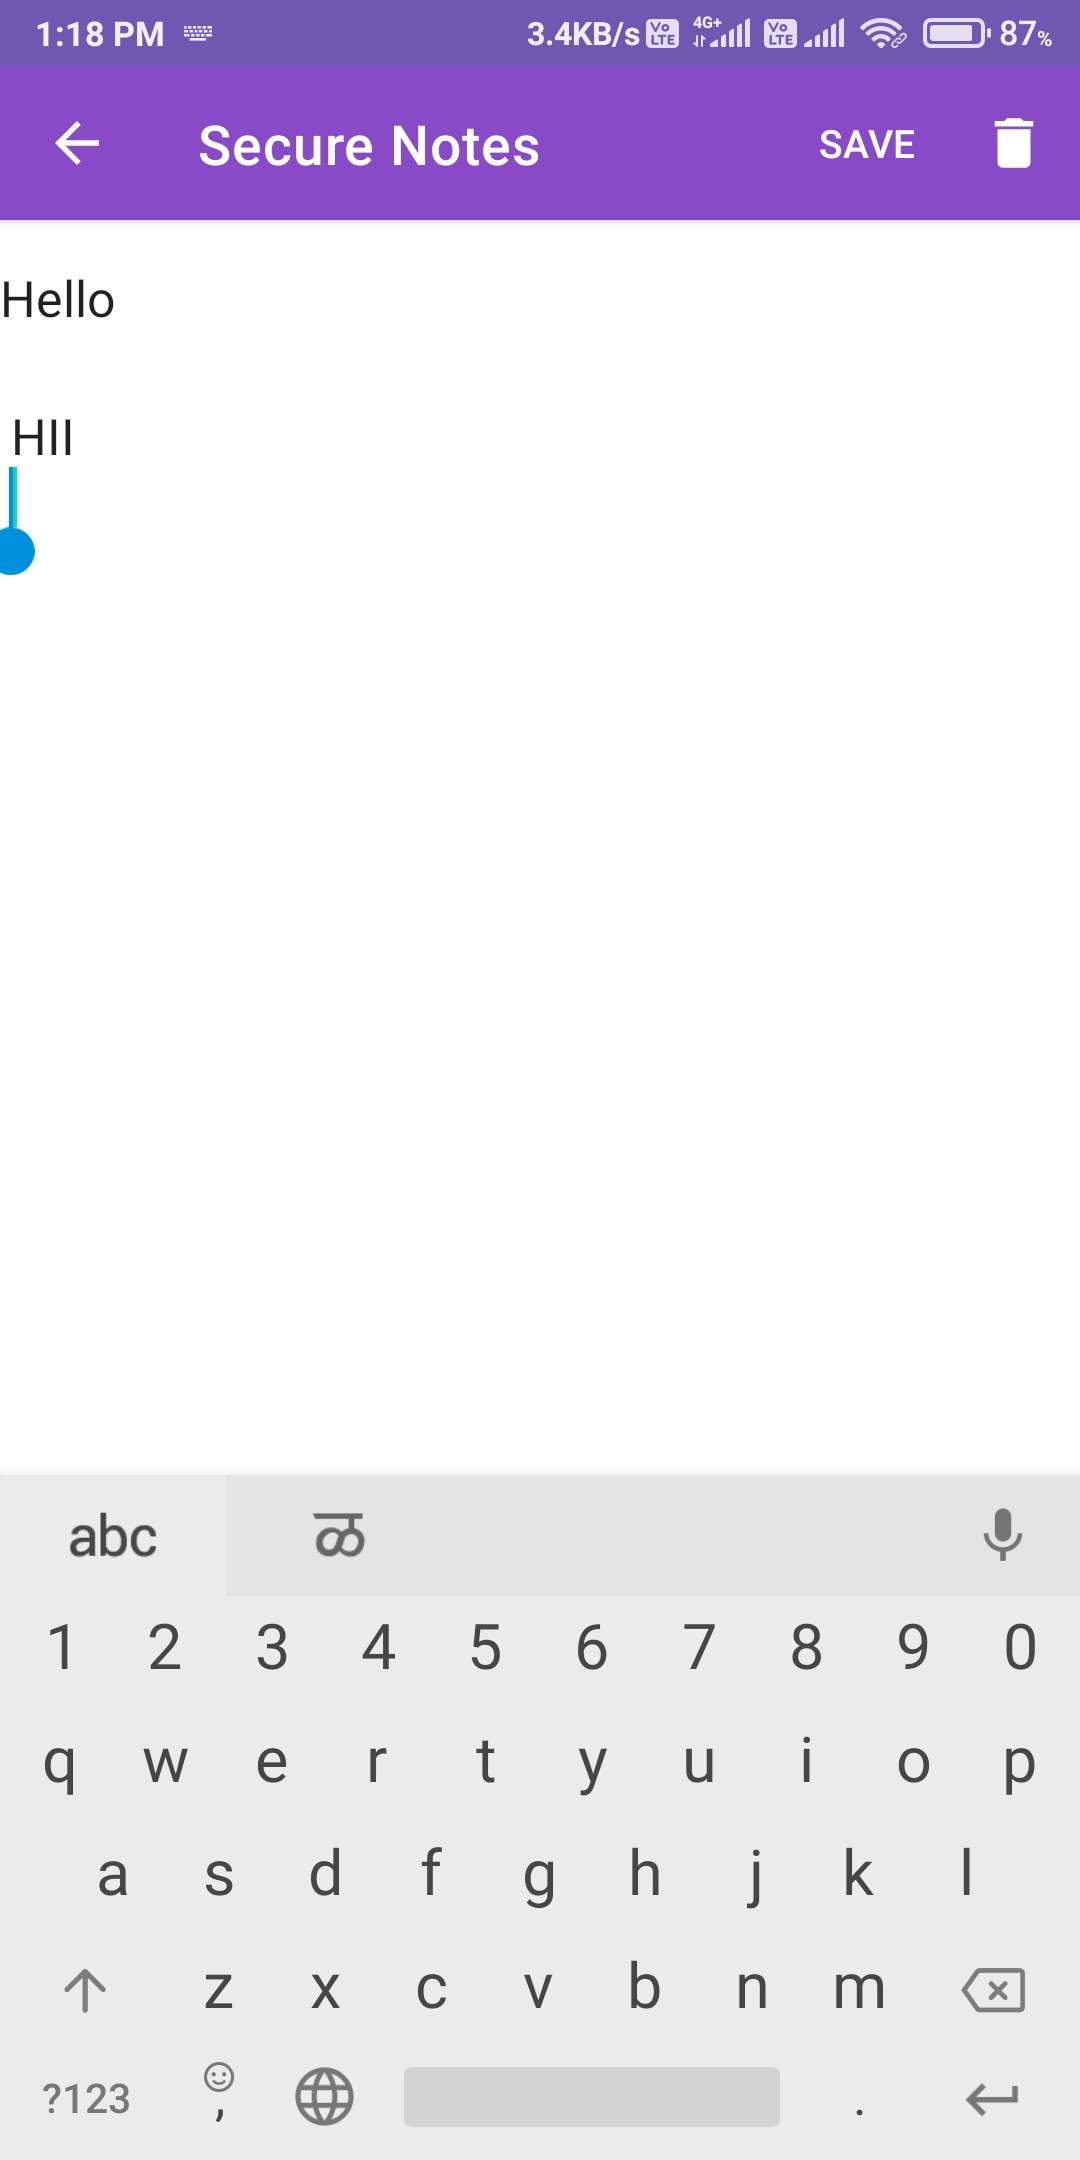 1:18 PM 3.4KB/s Vo LTE 4G+ Vo LTE 87%
Secure Notes SAVE
Hello
HII
abc ळ
1 2 3 4 5 6 7 8 9 0
q w e r t y u i o p
a s d f g h j k l
z x c v b n m
?123 , .